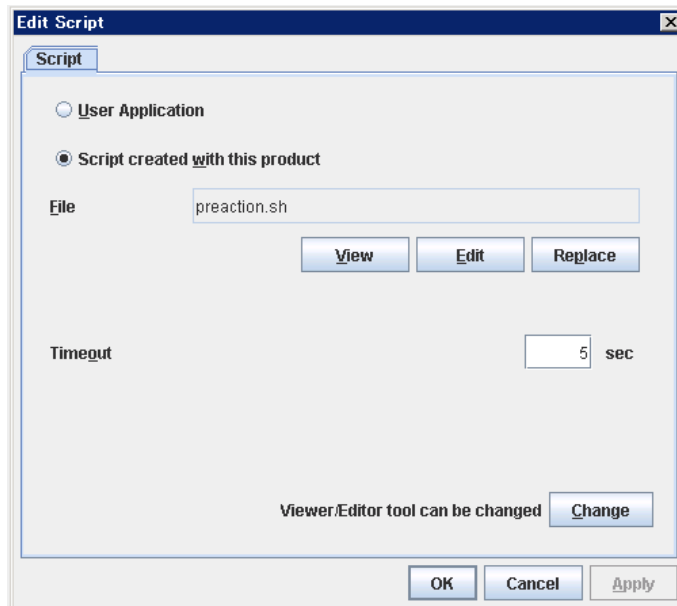 Edit Script
Script
User Application
Script created with this product
File preaction.sh
View Edit Replace
Timeout 5 sec
Viewer/Editor tool can be changed Change
OK Cancel Apply